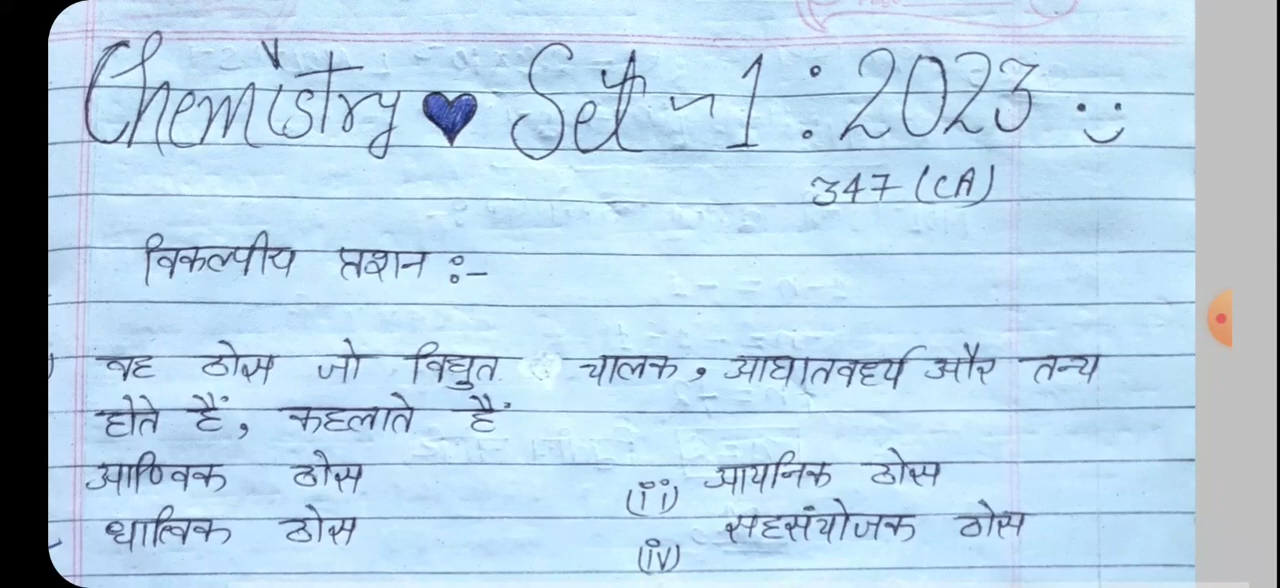 Chemistry Set - 1 : 2023
347 (CA)
विकल्पीय प्रशन :-
वह ठोस जो विद्युत चालक, आघातवर्ध्य और तन्य
होते हैं, कहलाते हैं
आण्विक ठोस (ii) आयनिक ठोस
धात्विक ठोस (iv) सहसंयोजक ठोस